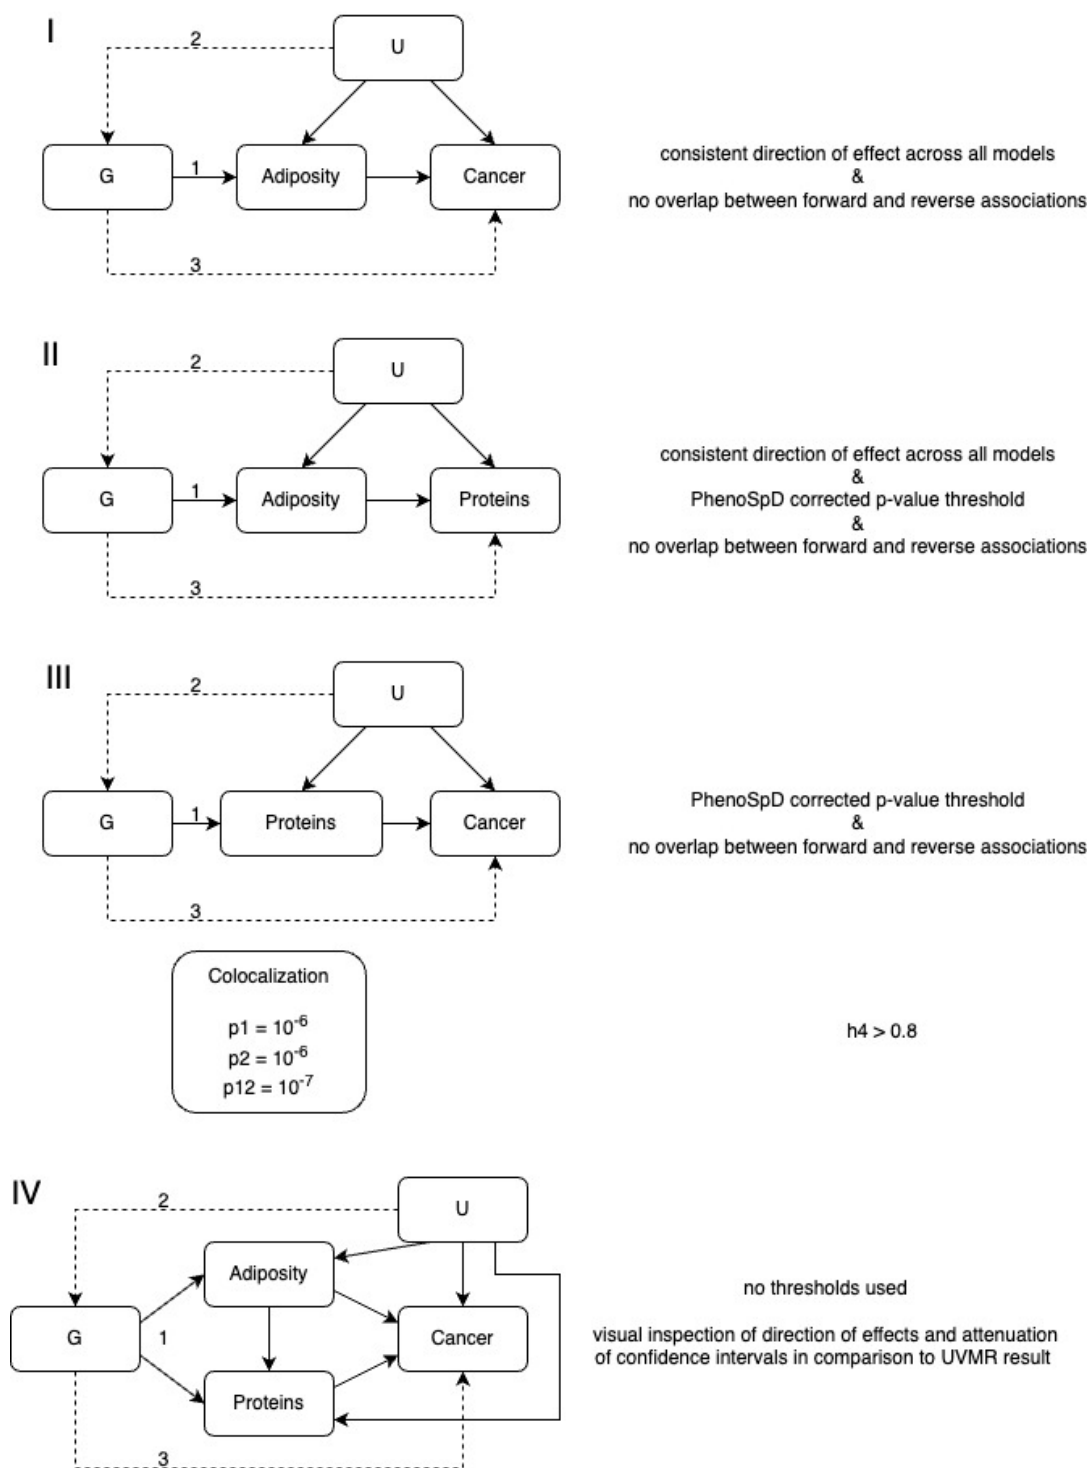 I
2
U
G
1
Adiposity
Cancer
3
consistent direction of effect across all models
&
no overlap between forward and reverse associations
II
2
U
G
1
Adiposity
Proteins
3
consistent direction of effect across all models
&
PhenoSpD corrected p-value threshold
&
no overlap between forward and reverse associations
III
2
U
G
1
Proteins
Cancer
3
PhenoSpD corrected p-value threshold
&
no overlap between forward and reverse associations
Colocalization
p1 = 10⁻⁶
p2 = 10⁻⁶
p12 = 10⁻⁷
h4 > 0.8
IV
2
U
Adiposity
G
1
Cancer
Proteins
3
no thresholds used
visual inspection of direction of effects and attenuation
of confidence intervals in comparison to UVMR result